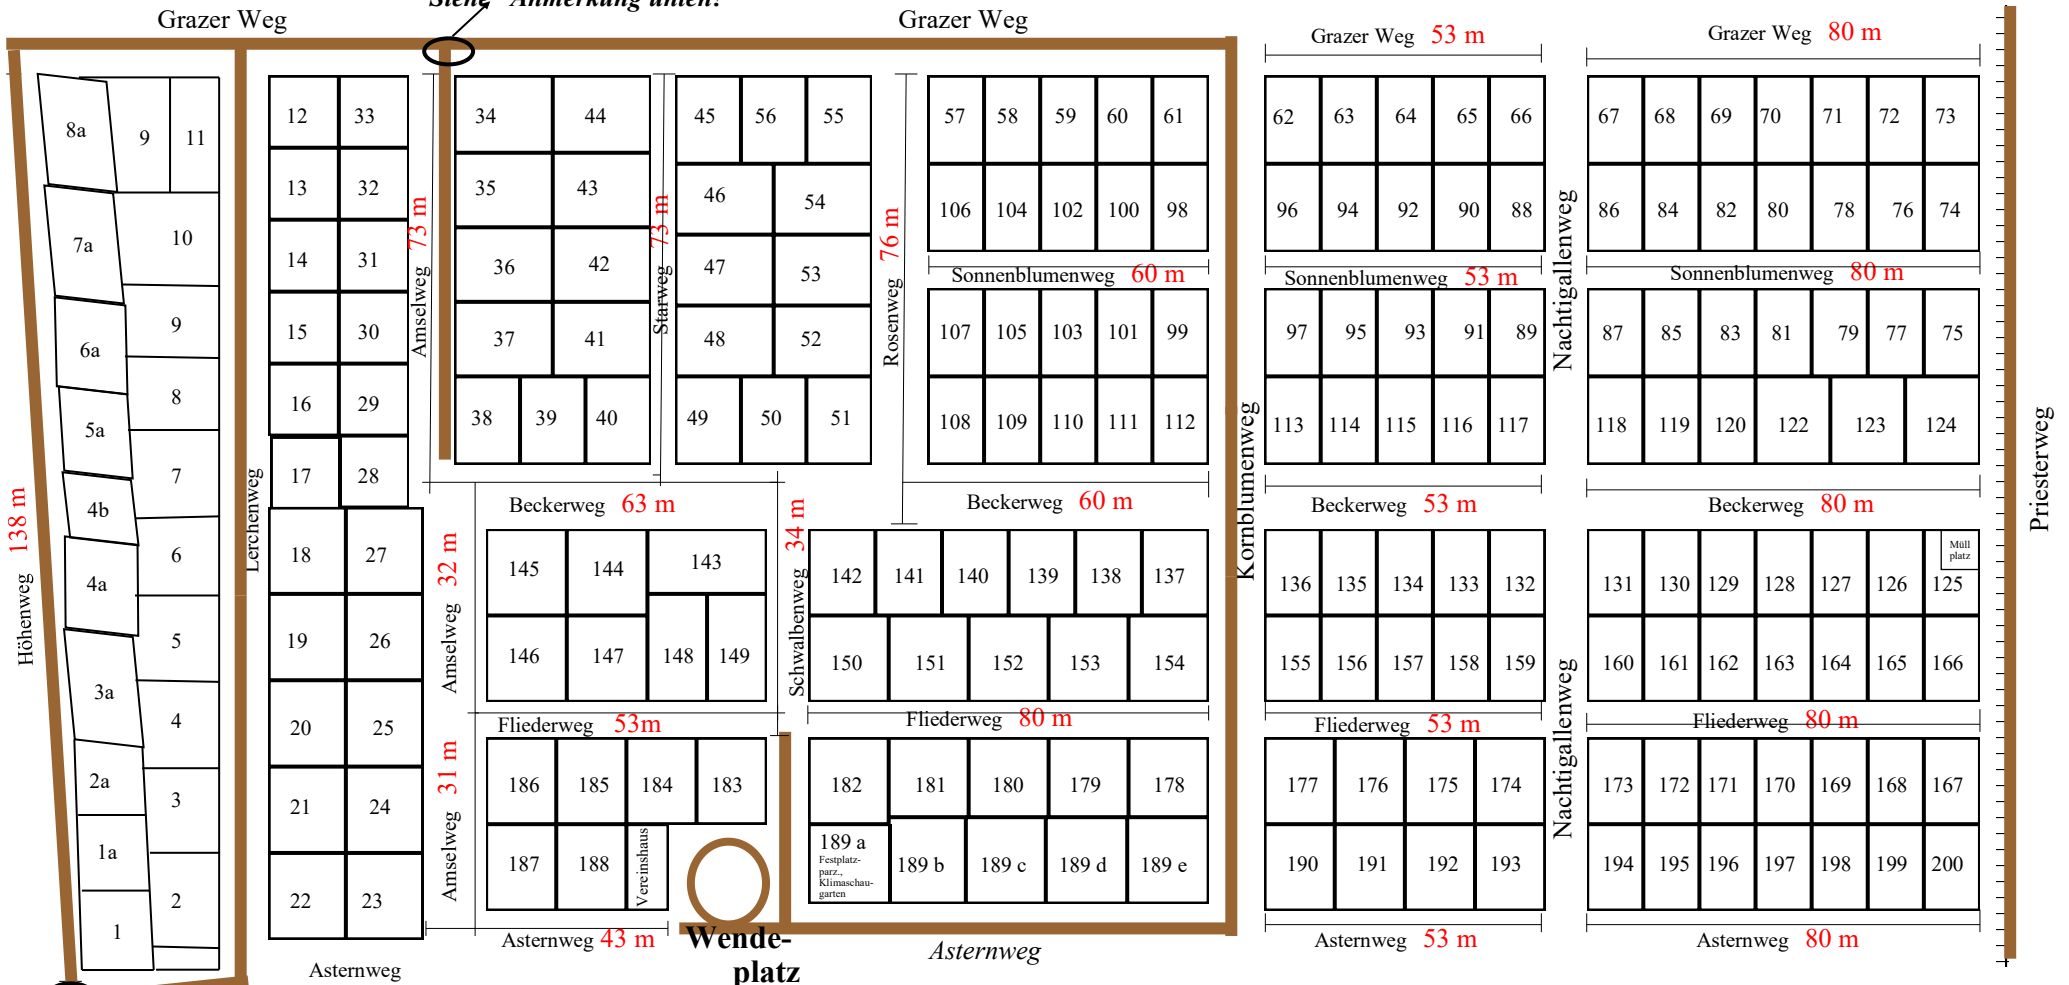 Siehe Anmerkung unten!
Grazer Weg
Grazer Weg
Grazer Weg 53 m
Grazer Weg 80 m
8a 9 11
12 33
34 44
45 56 55
57 58 59 60 61
62 63 64 65 66
67 68 69 70 71 72 73
13 32
35 43
46 54
106 104 102 100 98
96 94 92 90 88
86 84 82 80 78 76 74
7a 10
14 31
36 42
47 53
Sonnenblumenweg 60 m
Sonnenblumenweg 53 m
Sonnenblumenweg 80 m
Amselweg 73 m
Starweg 73 m
Rosenweg 76 m
Nachtigallenweg
6a 9
15 30
37 41
48 52
107 105 103 101 99
97 95 93 91 89
87 85 83 81 79 77 75
5a 8
16 29
38 39 40
49 50 51
108 109 110 111 112
113 114 115 116 117
118 119 120 122 123 124
4b 7
17 28
Höhenweg 138 m
Lerchenweg
Kornblumenweg
Priesterweg
Beckerweg 63 m
Beckerweg 60 m
Beckerweg 53 m
Beckerweg 80 m
4a 6
18 27
Amselweg 32 m
145 144 143
Schwalbenweg 34 m
142 141 140 139 138 137
136 135 134 133 132
131 130 129 128 127 126 125
Müll
platz
3a 5
19 26
146 147 148 149
150 151 152 153 154
155 156 157 158 159
160 161 162 163 164 165 166
4
20 25
Fliederweg 53m
Fliederweg 80 m
Fliederweg 53 m
Fliederweg 80 m
Nachtigallenweg
2a 3
21 24
Amselweg 31 m
186 185 184 183
182 181 180 179 178
177 176 175 174
173 172 171 170 169 168 167
1a 2
22 23
187 188 Vereinshaus
189 a
Festplatz-
parz.,
Klimaschau-
garten
189 b 189 c 189 d 189 e
190 191 192 193
194 195 196 197 198 199 200
1
Asternweg
Asternweg 43 m
Wende-
platz
Asternweg
Asternweg 53 m
Asternweg 80 m